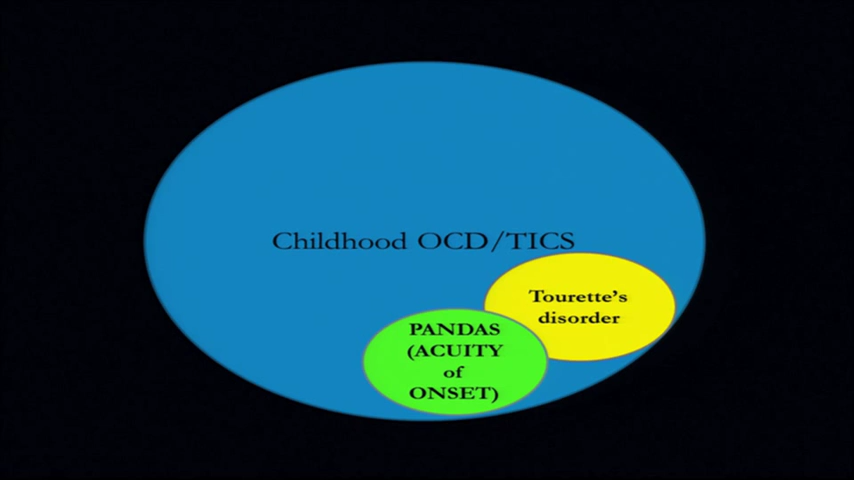 Childhood OCD/TICS
Tourette's
disorder
PANDAS
(ACUITY
of
ONSET)